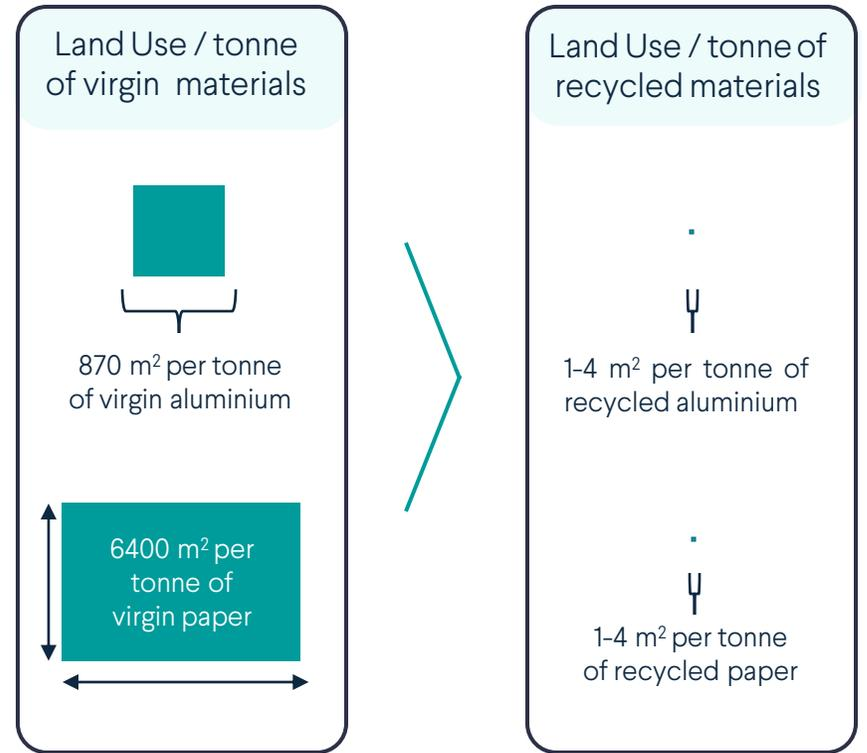 Land Use / tonne
of virgin materials
870 m² per tonne
of virgin aluminium
6400 m² per
tonne of
virgin paper
Land Use / tonne of
recycled materials
1-4 m² per tonne of
recycled aluminium
1-4 m² per tonne
of recycled paper